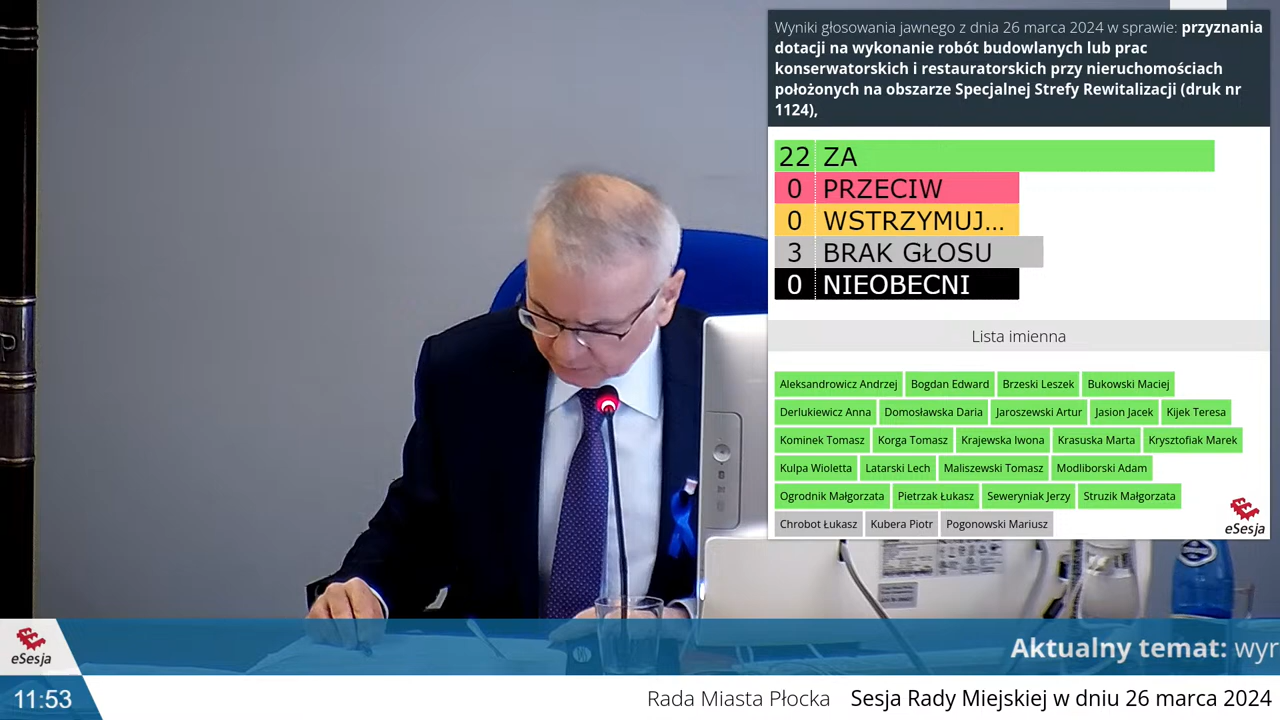 Wyniki głosowania jawnego z dnia 26 marca 2024 w sprawie: przyznania
dotacji na wykonanie robót budowlanych lub prac
konserwatorskich i restauratorskich przy nieruchomościach
położonych na obszarze Specjalnej Strefy Rewitalizacji (druk nr
1124),
22 ZA
0 PRZECIW
0 WSTRZYMUJ...
3 BRAK GŁOSU
0 NIEOBECNI
Lista imienna
Aleksandrowicz Andrzej Bogdan Edward Brzeski Leszek Bukowski Maciej
Derlukiewicz Anna Domosławska Daria Jaroszewski Artur Jasion Jacek Kijek Teresa
Kominek Tomasz Korga Tomasz Krajewska Iwona Krasuska Marta Krysztofiak Marek
Kulpa Wioletta Latarski Lech Maliszewski Tomasz Modliborski Adam
Ogrodnik Małgorzata Pietrzak Łukasz Seweryniak Jerzy Struzik Małgorzata
Chrobot Łukasz Kubera Piotr Pogonowski Mariusz
eSesja
eSesja
Aktualny temat: wyr
11:53
Rada Miasta Płocka Sesja Rady Miejskiej w dniu 26 marca 2024